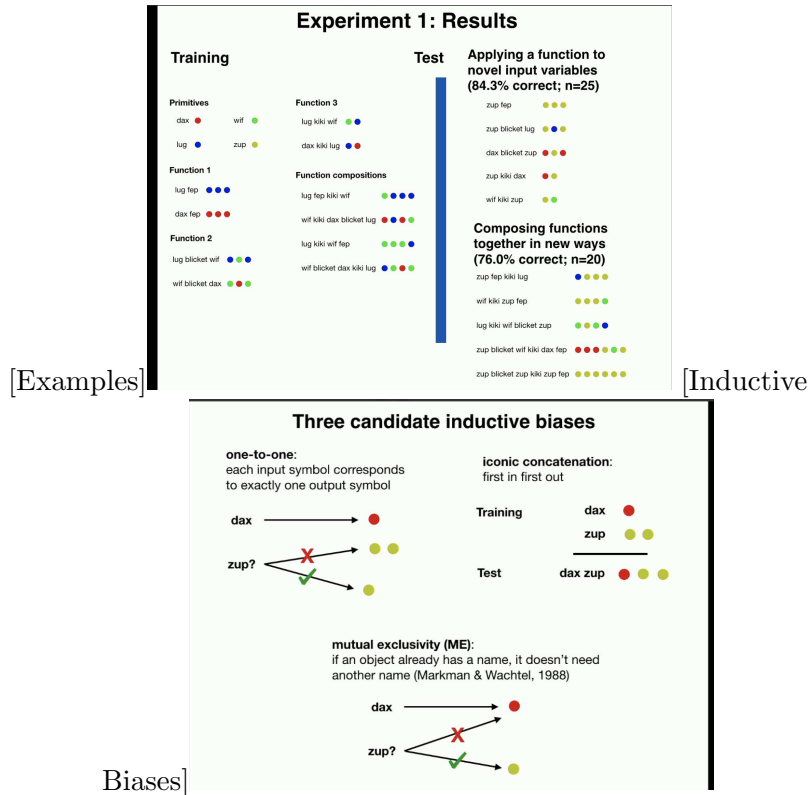 Experiment 1: Results
Training
Primitives
dax
wif
lug
zup
Function 1
lug fep
dax fep
Function 2
lug blicket wif
wif blicket dax
Function 3
lug kiki wif
dax kiki lug
Function compositions
lug fep kiki wif
wif kiki dax blicket lug
lug kiki wif fep
wif blicket dax kiki lug
Test
Applying a function to
novel input variables
(84.3% correct; n=25)
zup fep
zup blicket lug
dax blicket zup
zup kiki dax
wif kiki zup
Composing functions
together in new ways
(76.0% correct; n=20)
zup fep kiki lug
wif kiki zup fep
lug kiki wif blicket zup
zup blicket wif kiki dax fep
zup blicket zup kiki zup fep
[Examples]
[Inductive
Three candidate inductive biases
one-to-one:
each input symbol corresponds
to exactly one output symbol
dax
X
zup?
iconic concatenation:
first in first out
Training
dax
zup
Test
dax zup
mutual exclusivity (ME):
if an object already has a name, it doesn't need
another name (Markman & Wachtel, 1988)
dax
X
zup?
Biases]